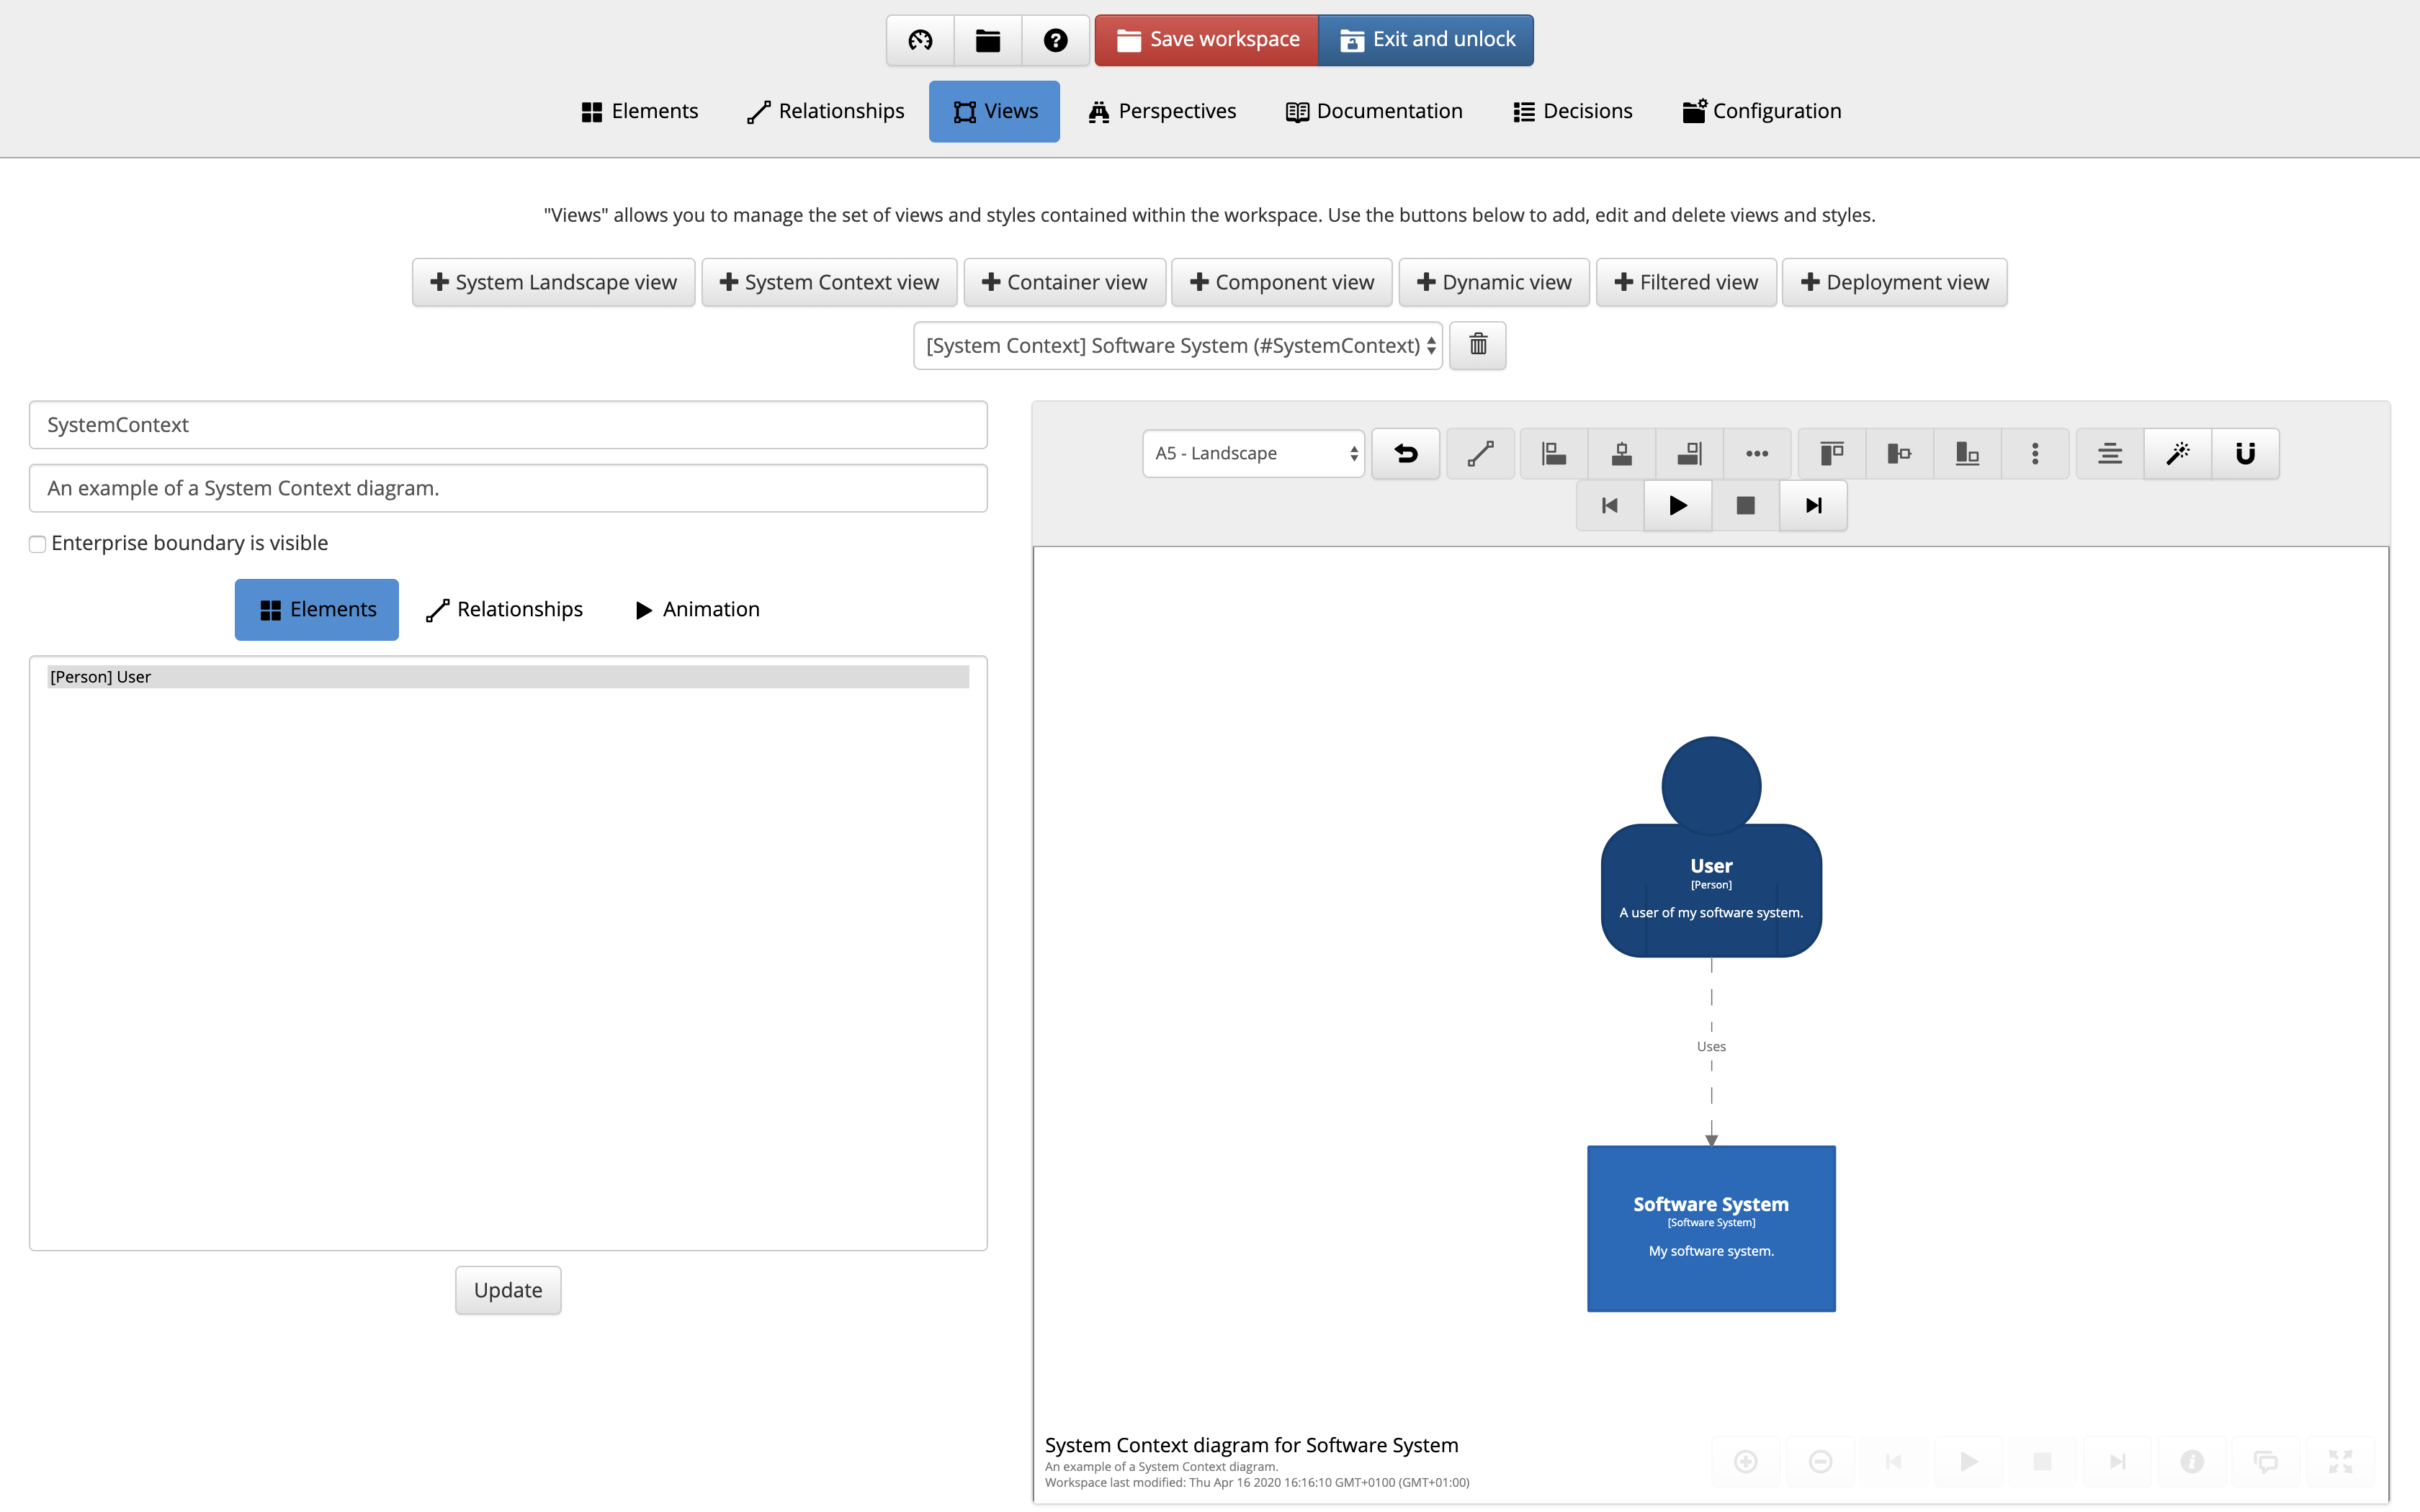 Save workspace
Exit and unlock
Elements
Relationships
Views
Perspectives
Documentation
Decisions
Configuration
"Views" allows you to manage the set of views and styles contained within the workspace. Use the buttons below to add, edit and delete views and styles.
System Landscape view
System Context view
Container view
Component view
Dynamic view
Filtered view
Deployment view
[System Context] Software System (#SystemContext)
SystemContext
An example of a System Context diagram.
Enterprise boundary is visible
Elements
Relationships
Animation
[Person] User
Update
A5 - Landscape
User
[Person]
A user of my software system.
Uses
Software System
[Software System]
My software system.
System Context diagram for Software System
An example of a System Context diagram.
Workspace last modified: Thu Apr 16 2020 16:16:10 GMT+0100 (GMT+01:00)